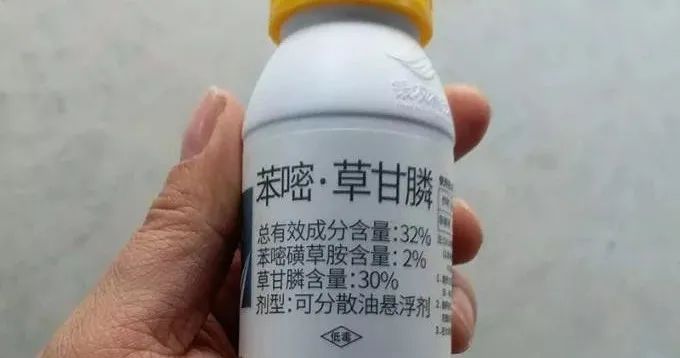 苯嘧·草甘膦
总有效成分含量:32%
苯嘧磺草胺含量:2%
草甘膦含量:30%
剂型:可分散油悬浮剂
低毒